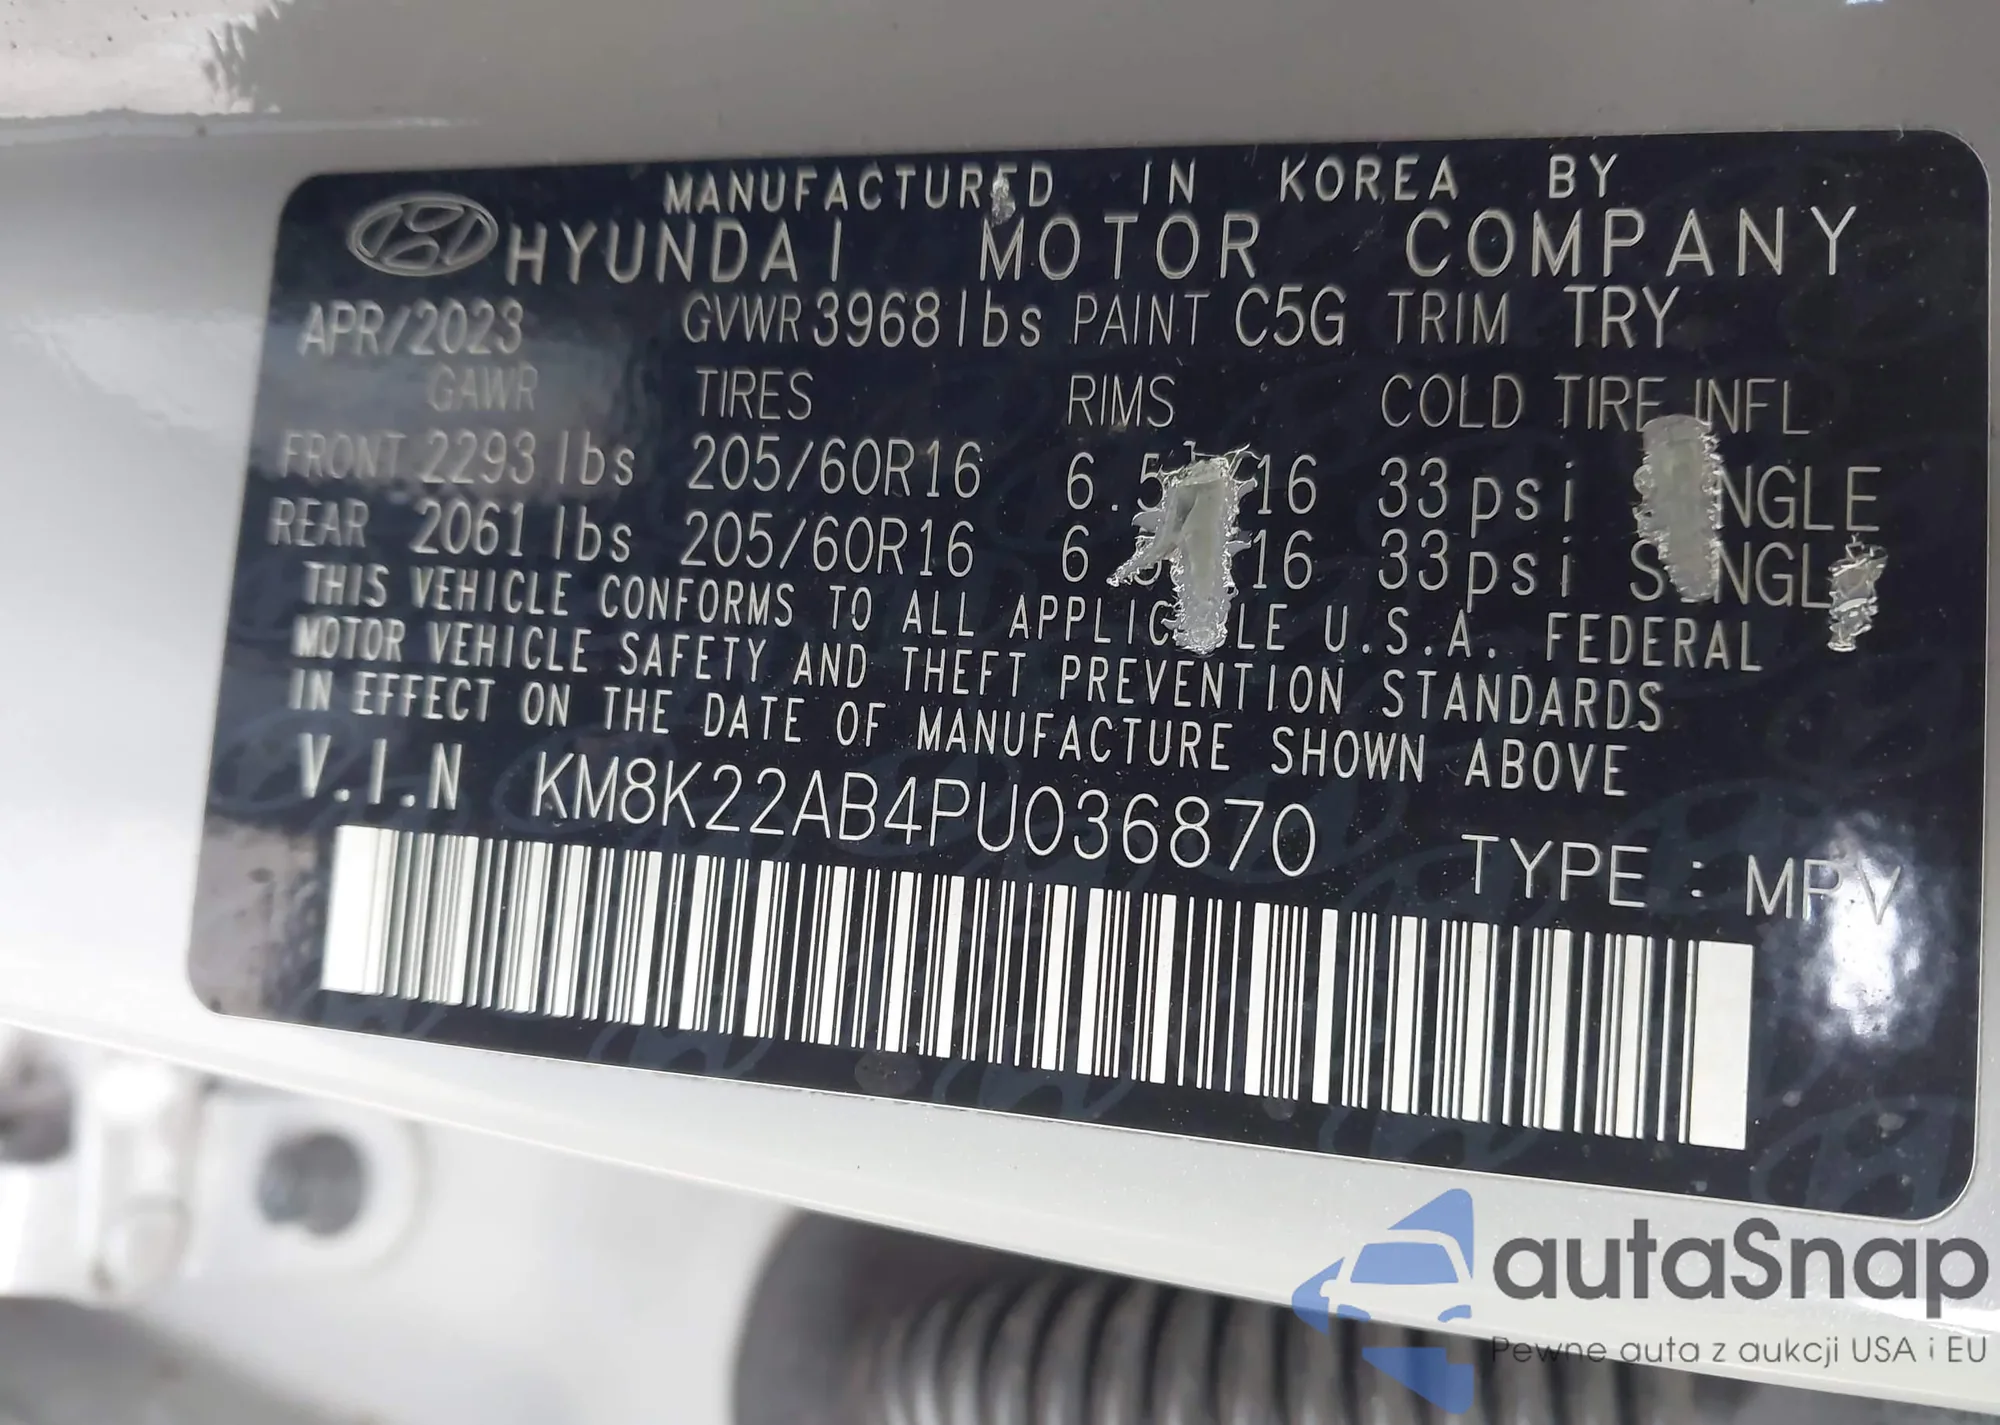 MANUFACTURED IN KOREA BY
HYUNDAI MOTOR COMPANY
APR/2023 GVWR 3968 lbs PAINT C5G TRIM TRY
GAWR TIRES RIMS COLD TIRE INFL
FRONT 2293 lbs 205/60R16 16 33 psi
REAR 2061 lbs 205/60R16 16 33 psi
THIS VEHICLE CONFORMS TO ALL APPLICABLE U.S.A. FEDERAL
MOTOR VEHICLE SAFETY AND THEFT PREVENTION STANDARDS
IN EFFECT ON THE DATE OF MANUFACTURE SHOWN ABOVE
V.I.N KM8K22AB4PU036870
TYPE : MPV
autaSnap
Pewne auta z aukcji USA i EU